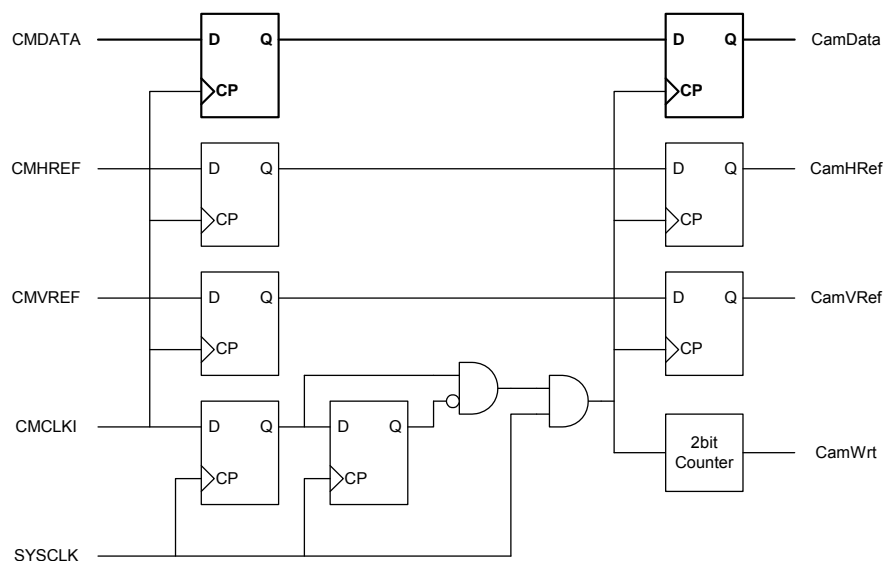 CMDATA D Q D Q CamData
CP CP
CMHREF D Q D Q CamHRef
CP CP
CMVREF D Q D Q CamVRef
CP CP
CMCLKI D Q D Q
2bit
Counter CamWrt
CP CP
SYSCLK